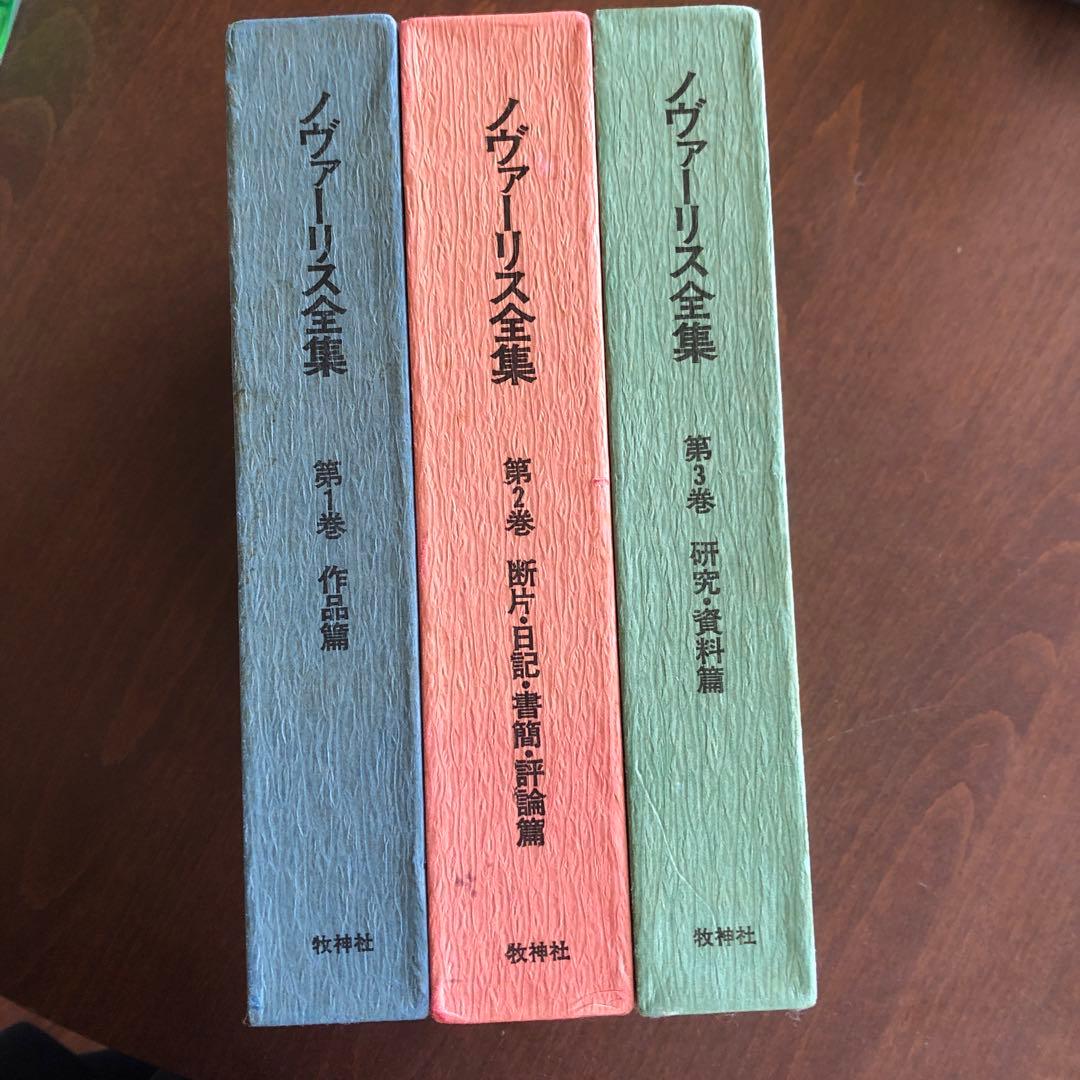 ノヴァーリス全集
第1巻 作品篇
牧神社
ノヴァーリス全集
第2巻 断片・日記・書簡・評論篇
牧神社
ノヴァーリス全集
第3巻 研究・資料篇
牧神社